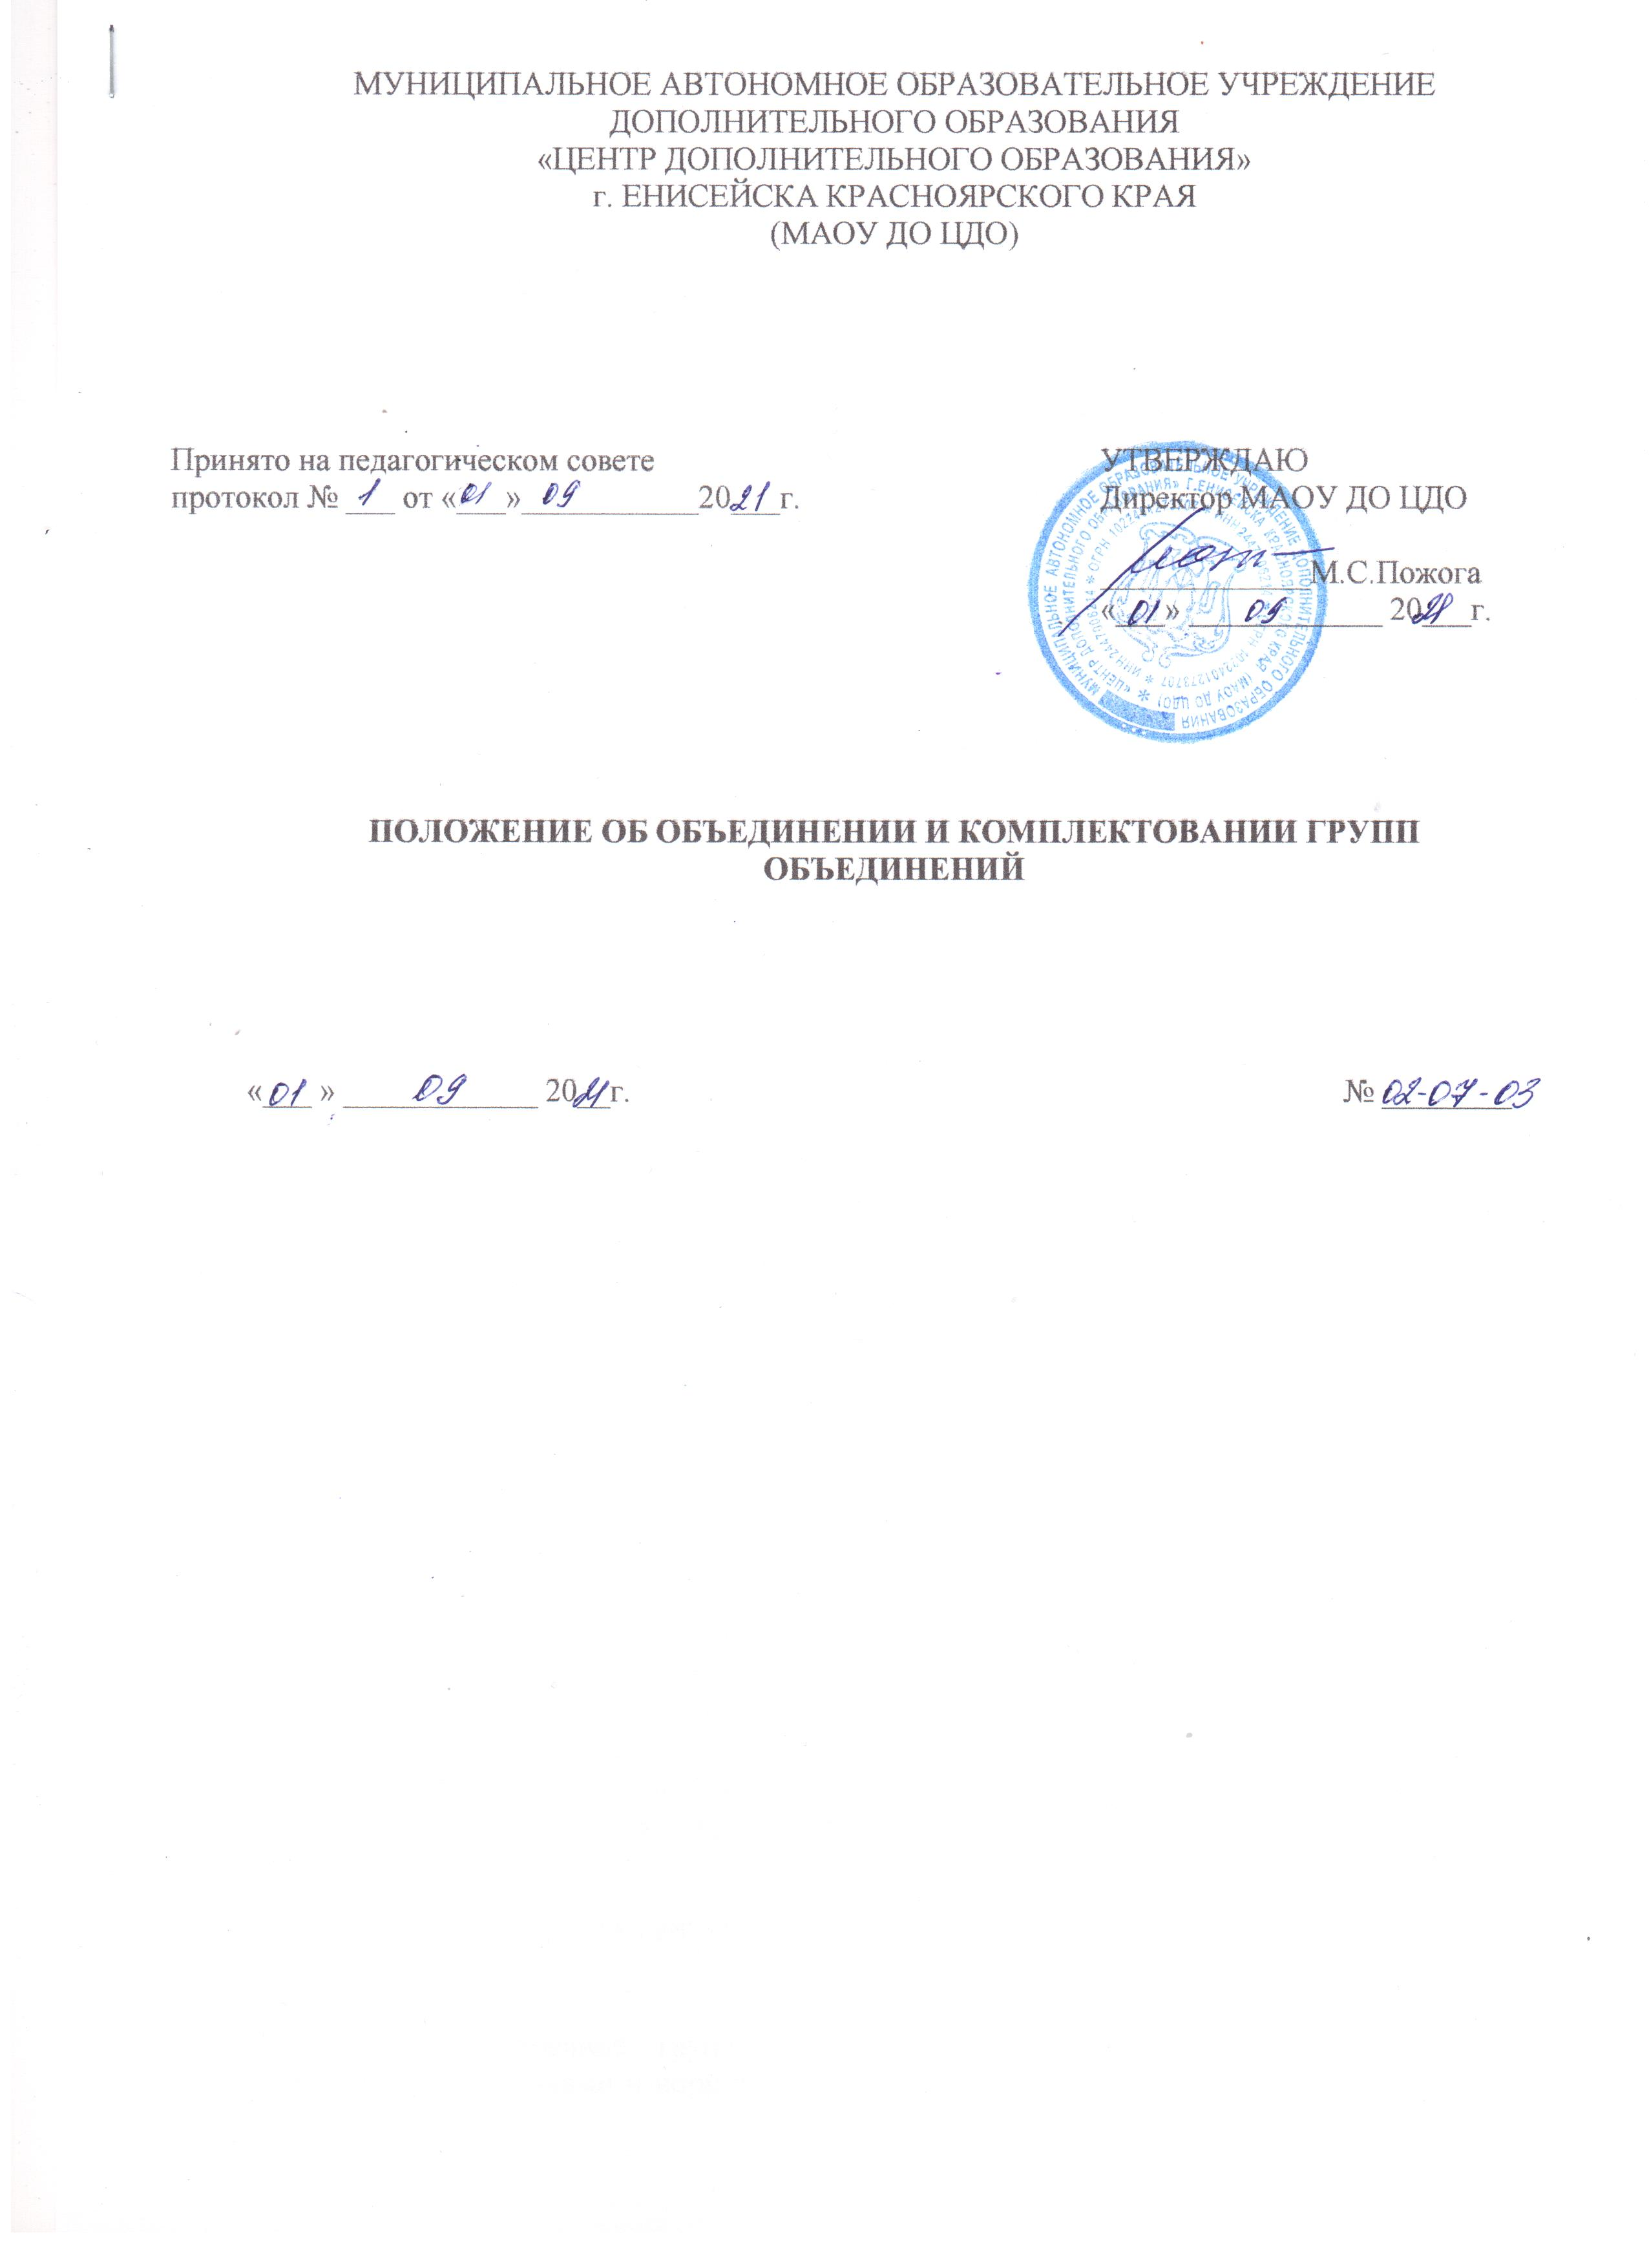 МУНИЦИПАЛЬНОЕ АВТОНОМНОЕ ОБРАЗОВАТЕЛЬНОЕ УЧРЕЖДЕНИЕ
ДОПОЛНИТЕЛЬНОГО ОБРАЗОВАНИЯ
«ЦЕНТР ДОПОЛНИТЕЛЬНОГО ОБРАЗОВАНИЯ»
г. ЕНИСЕЙСКА КРАСНОЯРСКОГО КРАЯ
(МАОУ ДО ЦДО)
Принято на педагогическом совете
протокол № 1 от «01» 09 2021г.
УТВЕРЖДАЮ
Директор МАОУ ДО ЦДО
М.С.Пожога
«01» 09 2021г.
ПОЛОЖЕНИЕ ОБ ОБЪЕДИНЕНИИ И КОМПЛЕКТОВАНИИ ГРУПП
ОБЪЕДИНЕНИЙ
«01» 09 2021г.
№ 02-07-03